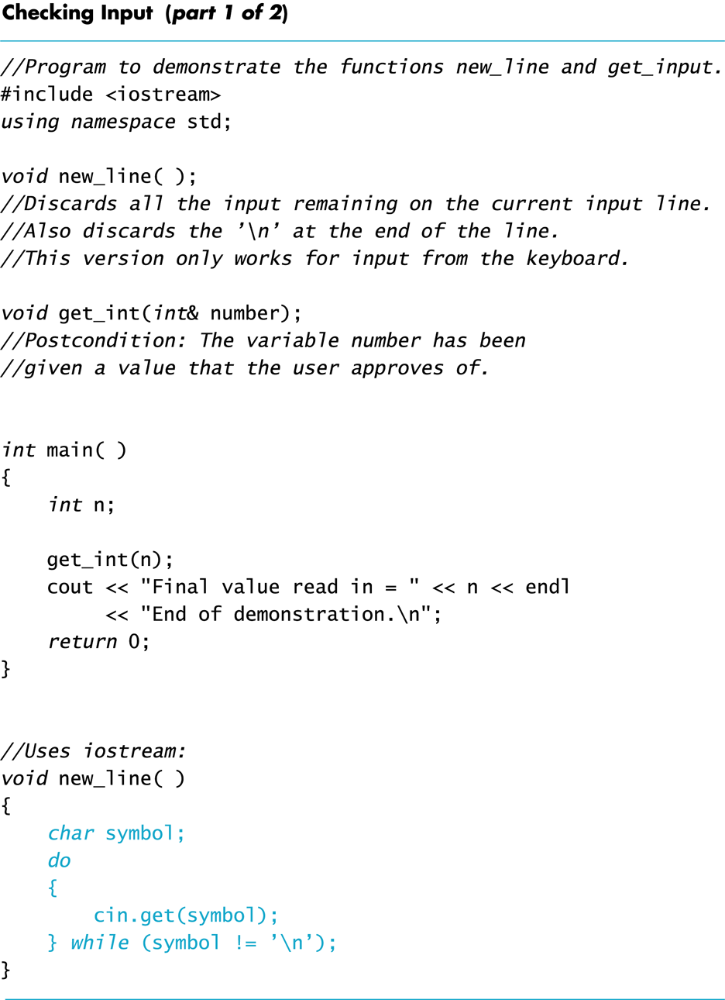 Checking Input (part 1 of 2)
//Program to demonstrate the functions new_line and get_input.
#include <iostream>
using namespace std;
void new_line( );
//Discards all the input remaining on the current input line.
//Also discards the ’\n’ at the end of the line.
//This version only works for input from the keyboard.
void get_int(int& number);
//Postcondition: The variable number has been
//given a value that the user approves of.
int main( )
{
    int n;
    get_int(n);
    cout << "Final value read in = " << n << endl
         << "End of demonstration.\n";
    return 0;
}
//Uses iostream:
void new_line( )
{
    char symbol;
    do
    {
        cin.get(symbol);
    } while (symbol != ’\n’);
}